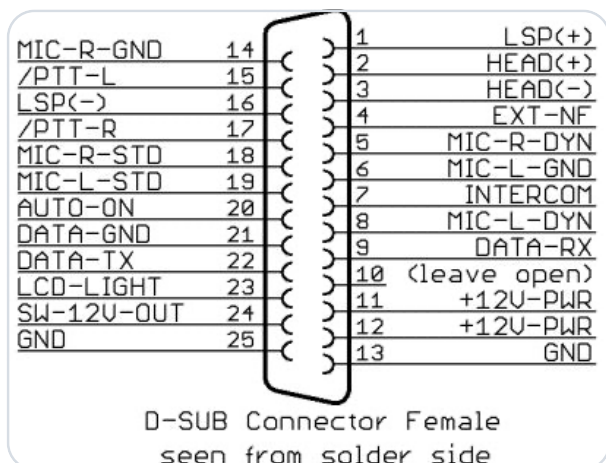 MIC-R-GND 14
/PTT-L 15
LSP(-) 16
/PTT-R 17
MIC-R-STD 18
MIC-L-STD 19
AUTO-ON 20
DATA-GND 21
DATA-TX 22
LCD-LIGHT 23
SW-12V-OUT 24
GND 25
1 LSP(+)
2 HEAD(+)
3 HEAD(-)
4 EXT-NF
5 MIC-R-DYN
6 MIC-L-GND
7 INTERCOM
8 MIC-L-DYN
9 DATA-RX
10 (leave open)
11 +12V-PWR
12 +12V-PWR
13 GND
D-SUB Connector Female
seen from solder side